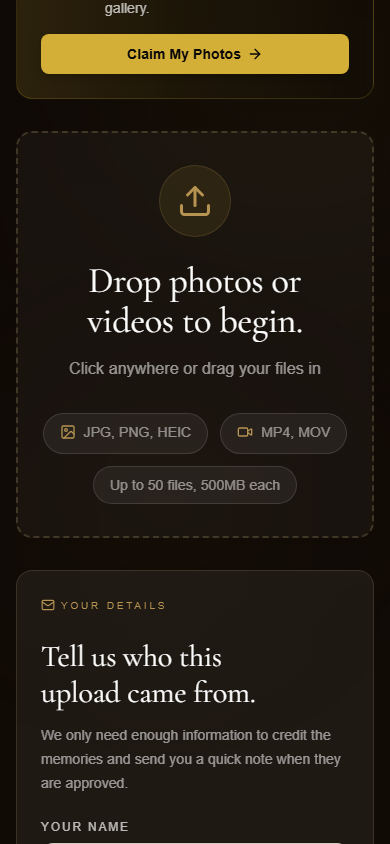 gallery.
Claim My Photos →
Drop photos or
videos to begin.
Click anywhere or drag your files in
JPG, PNG, HEIC
MP4, MOV
Up to 50 files, 500MB each
YOUR DETAILS
Tell us who this
upload came from.
We only need enough information to credit the
memories and send you a quick note when they
are approved.
YOUR NAME